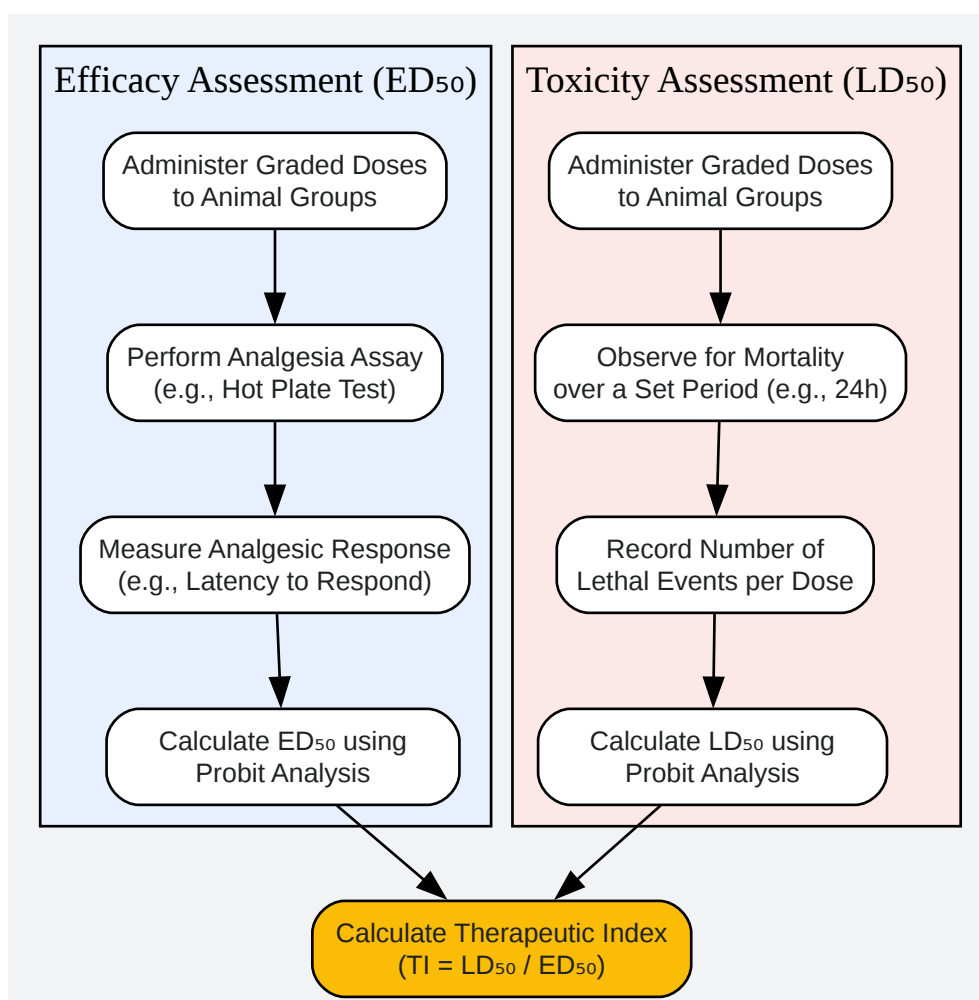 Efficacy Assessment (ED₅₀)
Administer Graded Doses
to Animal Groups
Perform Analgesia Assay
(e.g., Hot Plate Test)
Measure Analgesic Response
(e.g., Latency to Respond)
Calculate ED₅₀ using
Probit Analysis
Toxicity Assessment (LD₅₀)
Administer Graded Doses
to Animal Groups
Observe for Mortality
over a Set Period (e.g., 24h)
Record Number of
Lethal Events per Dose
Calculate LD₅₀ using
Probit Analysis
Calculate Therapeutic Index
(TI = LD₅₀ / ED₅₀)